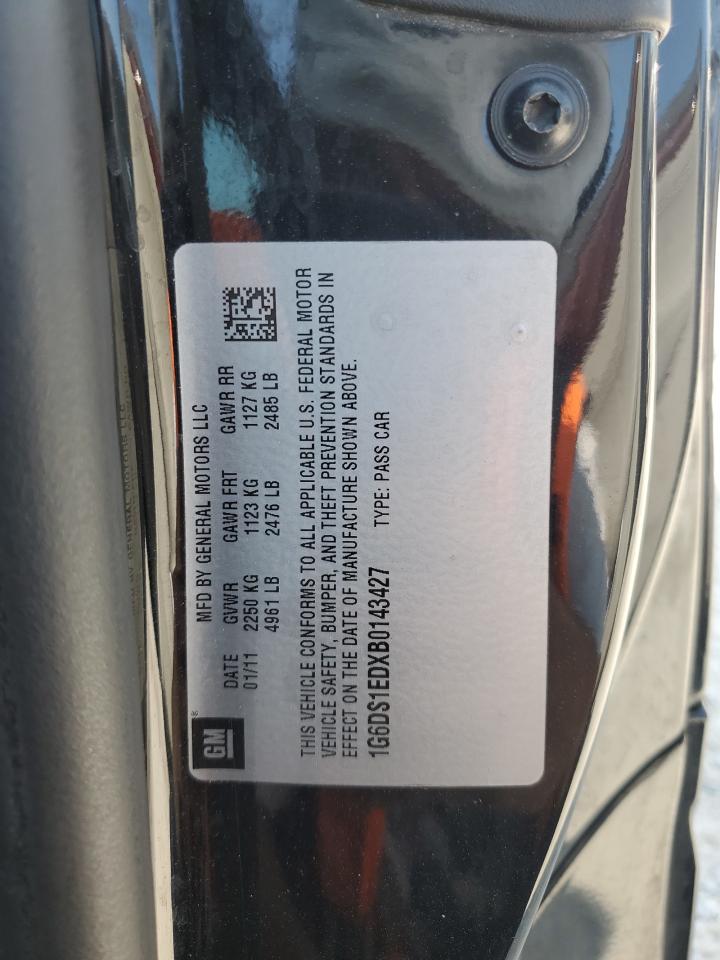 GM
MFD BY GENERAL MOTORS LLC
DATE GVWR GAWR FRT GAWR RR
01/11 2250 KG 1123 KG 1127 KG
4961 LB 2476 LB 2485 LB
THIS VEHICLE CONFORMS TO ALL APPLICABLE U.S. FEDERAL MOTOR
VEHICLE SAFETY, BUMPER, AND THEFT PREVENTION STANDARDS IN
EFFECT ON THE DATE OF MANUFACTURE SHOWN ABOVE.
1G6DS1EDXB0143427 TYPE: PASS CAR